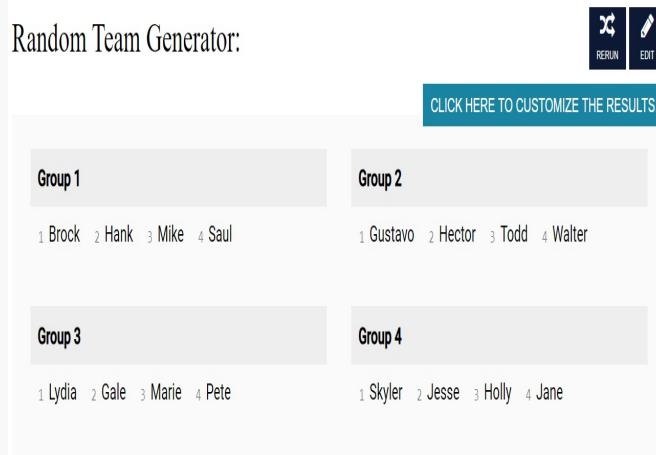 Random Team Generator:
RERUN
EDIT
CLICK HERE TO CUSTOMIZE THE RESULTS
Group 1
1 Brock 2 Hank 3 Mike 4 Saul
Group 2
1 Gustavo 2 Hector 3 Todd 4 Walter
Group 3
1 Lydia 2 Gale 3 Marie 4 Pete
Group 4
1 Skyler 2 Jesse 3 Holly 4 Jane